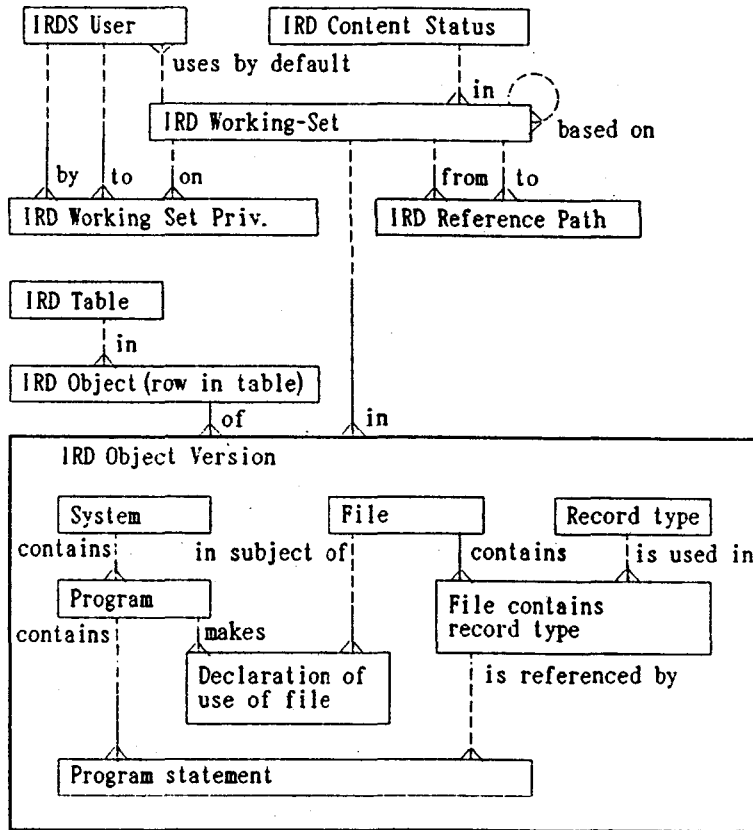 IRDS User
IRD Content Status
uses by default
in
IRD Working-Set
based on
by
to
on
from
to
IRD Working Set Priv.
IRD Reference Path
IRD Table
in
IRD Object (row in table)
of
in
IRD Object Version
System
File
Record type
contains
in subject of
contains
is used in
Program
File contains
record type
contains
makes
Declaration of
use of file
is referenced by
Program statement